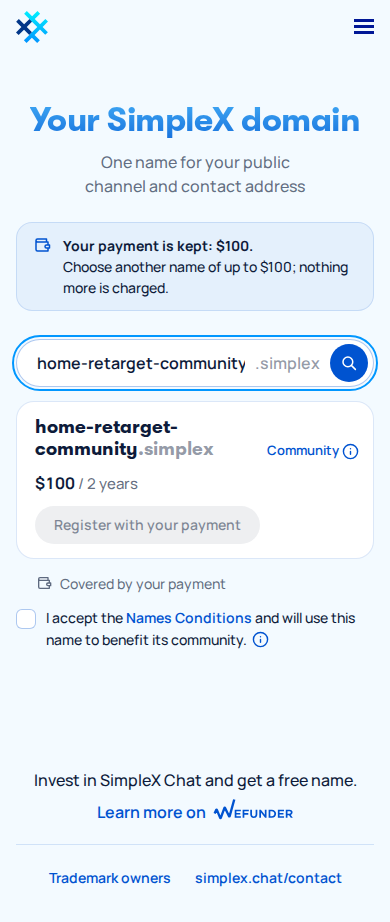 Your SimpleX domain
One name for your public
channel and contact address
Your payment is kept: $100.
Choose another name of up to $100; nothing
more is charged.
home-retarget-community .simplex
home-retarget-
community.simplex
Community
$100 / 2 years
Register with your payment
Covered by your payment
I accept the Names Conditions and will use this
name to benefit its community.
Invest in SimpleX Chat and get a free name.
Learn more on WEFUNDER
Trademark owners simplex.chat/contact